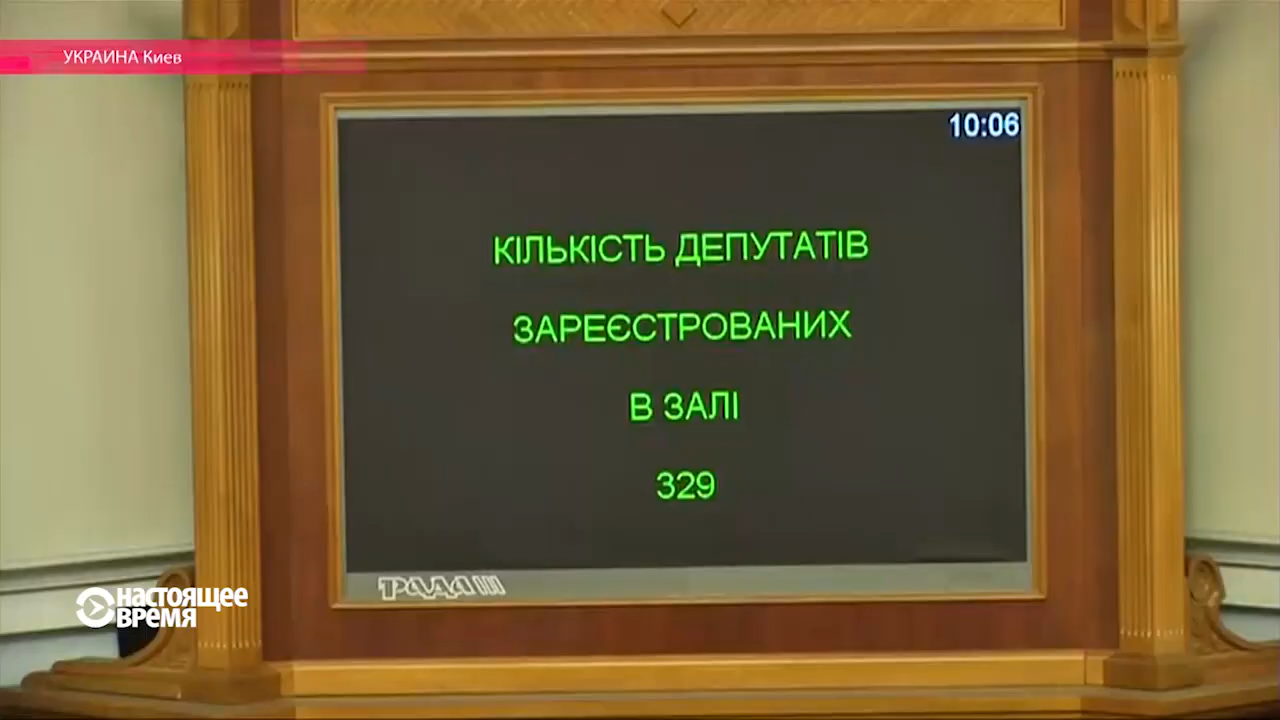 УКРАИНА Киев
10:06
КІЛЬКІСТЬ ДЕПУТАТІВ
ЗАРЕЄСТРОВАНИХ
В ЗАЛІ
329
РАДА III
НАСТОЯЩЕЕ
ВРЕМЯ